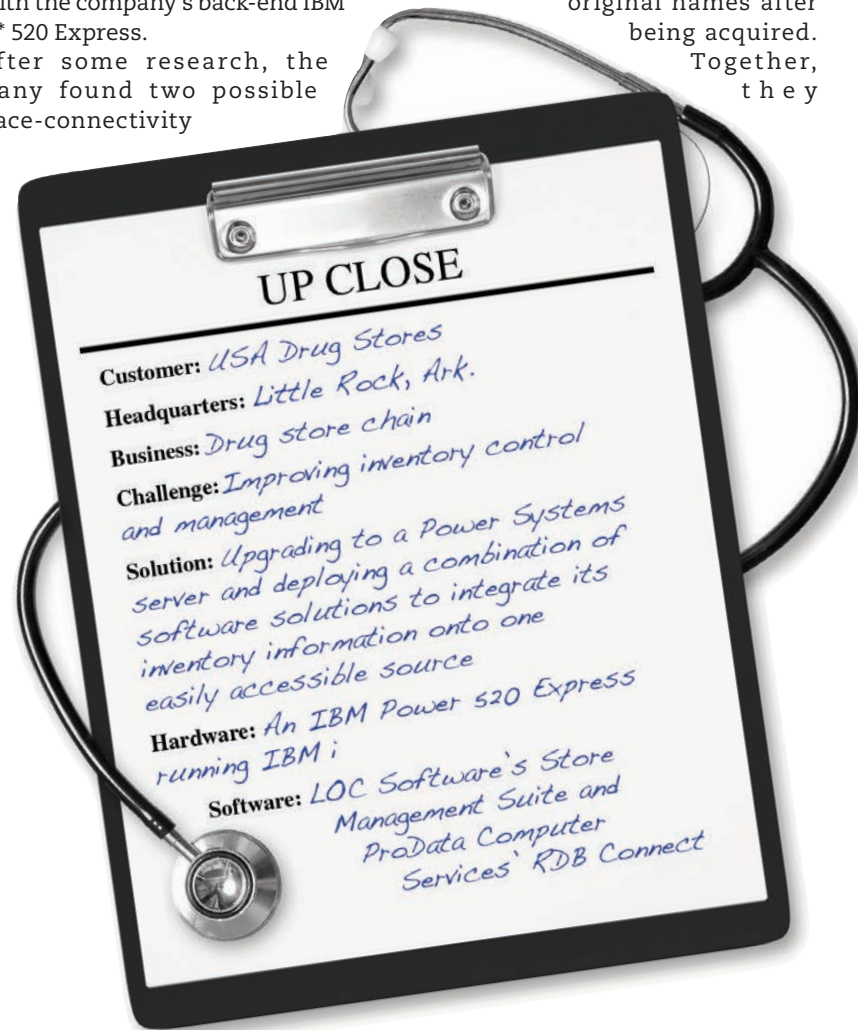 ith the company's back-end IBM
* 520 Express.
fter some research, the
any found two possible
ace-connectivity
original names after
being acquired.
Together,
they
UP CLOSE
Customer: USA Drug Stores
Headquarters: Little Rock, Ark.
Business: Drug store chain
Challenge: Improving inventory control
and management
Solution: Upgrading to a Power Systems
server and deploying a combination of
software solutions to integrate its
inventory information onto one
easily accessible source
Hardware: An IBM Power 520 Express
running IBM i
Software: LOC Software's Store
Management Suite and
ProData Computer
Services' RDB Connect